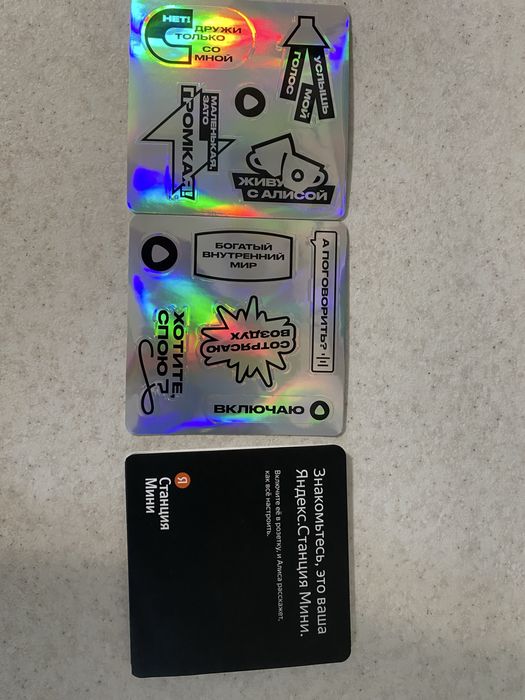 НЕТ!
ДРУЖИ
ТОЛЬКО
СО
МНОЙ
УСЛЫШЬ
МОЙ
ГОЛОС
МАЛЕНЬКАЯ,
ЗАТО
ГРОМКАЯ!
ЖИВУ
С АЛИСОЙ
БОГАТЫЙ
ВНУТРЕННИЙ
МИР
А ПОГОВОРИТЬ?
СОТРЯСАЮ
ВОЗДУХ
ХОТИТЕ,
СПОЮ?
ВКЛЮЧАЮ
Знакомьтесь, это ваша
Яндекс.Станция Мини.
Включите её в розетку, и Алиса расскажет,
как всё настроить.
Я
Станция
Мини